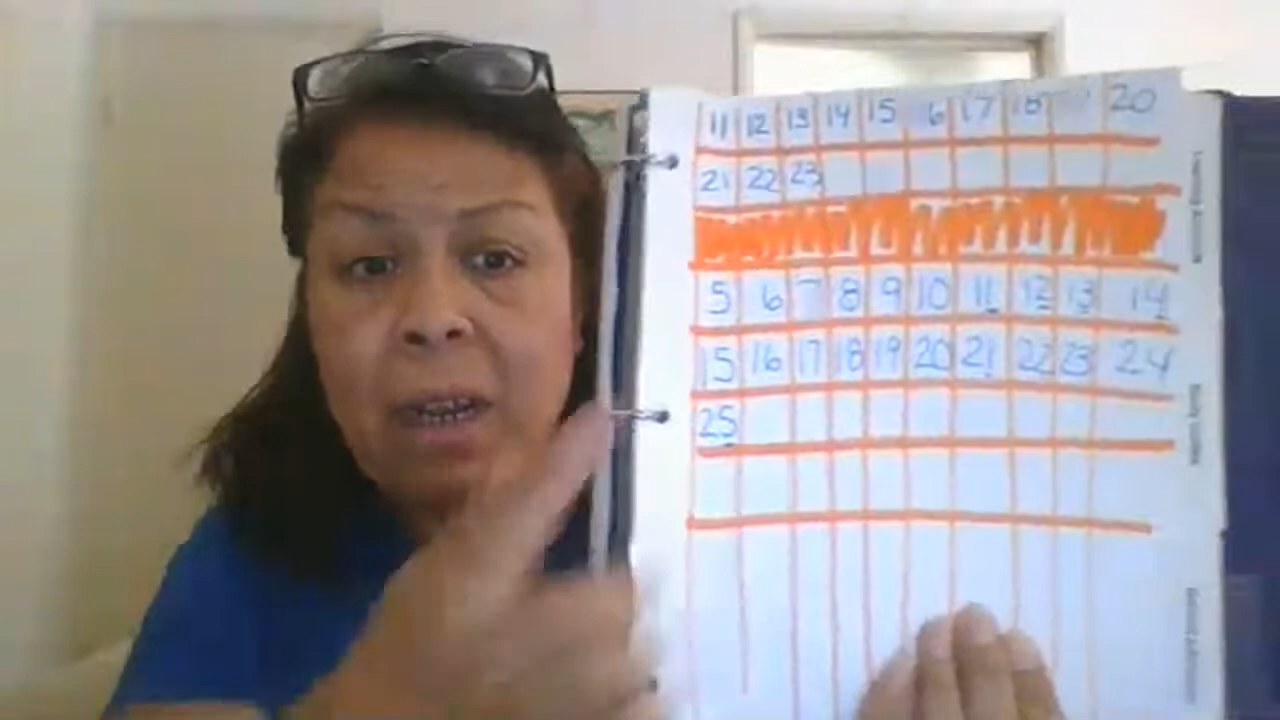 11 12 13 14 15 6 17 18 20
21 22 23
5 6 7 8 9 10 11 12 13 14
15 16 17 18 19 20 21 22 23 24
25